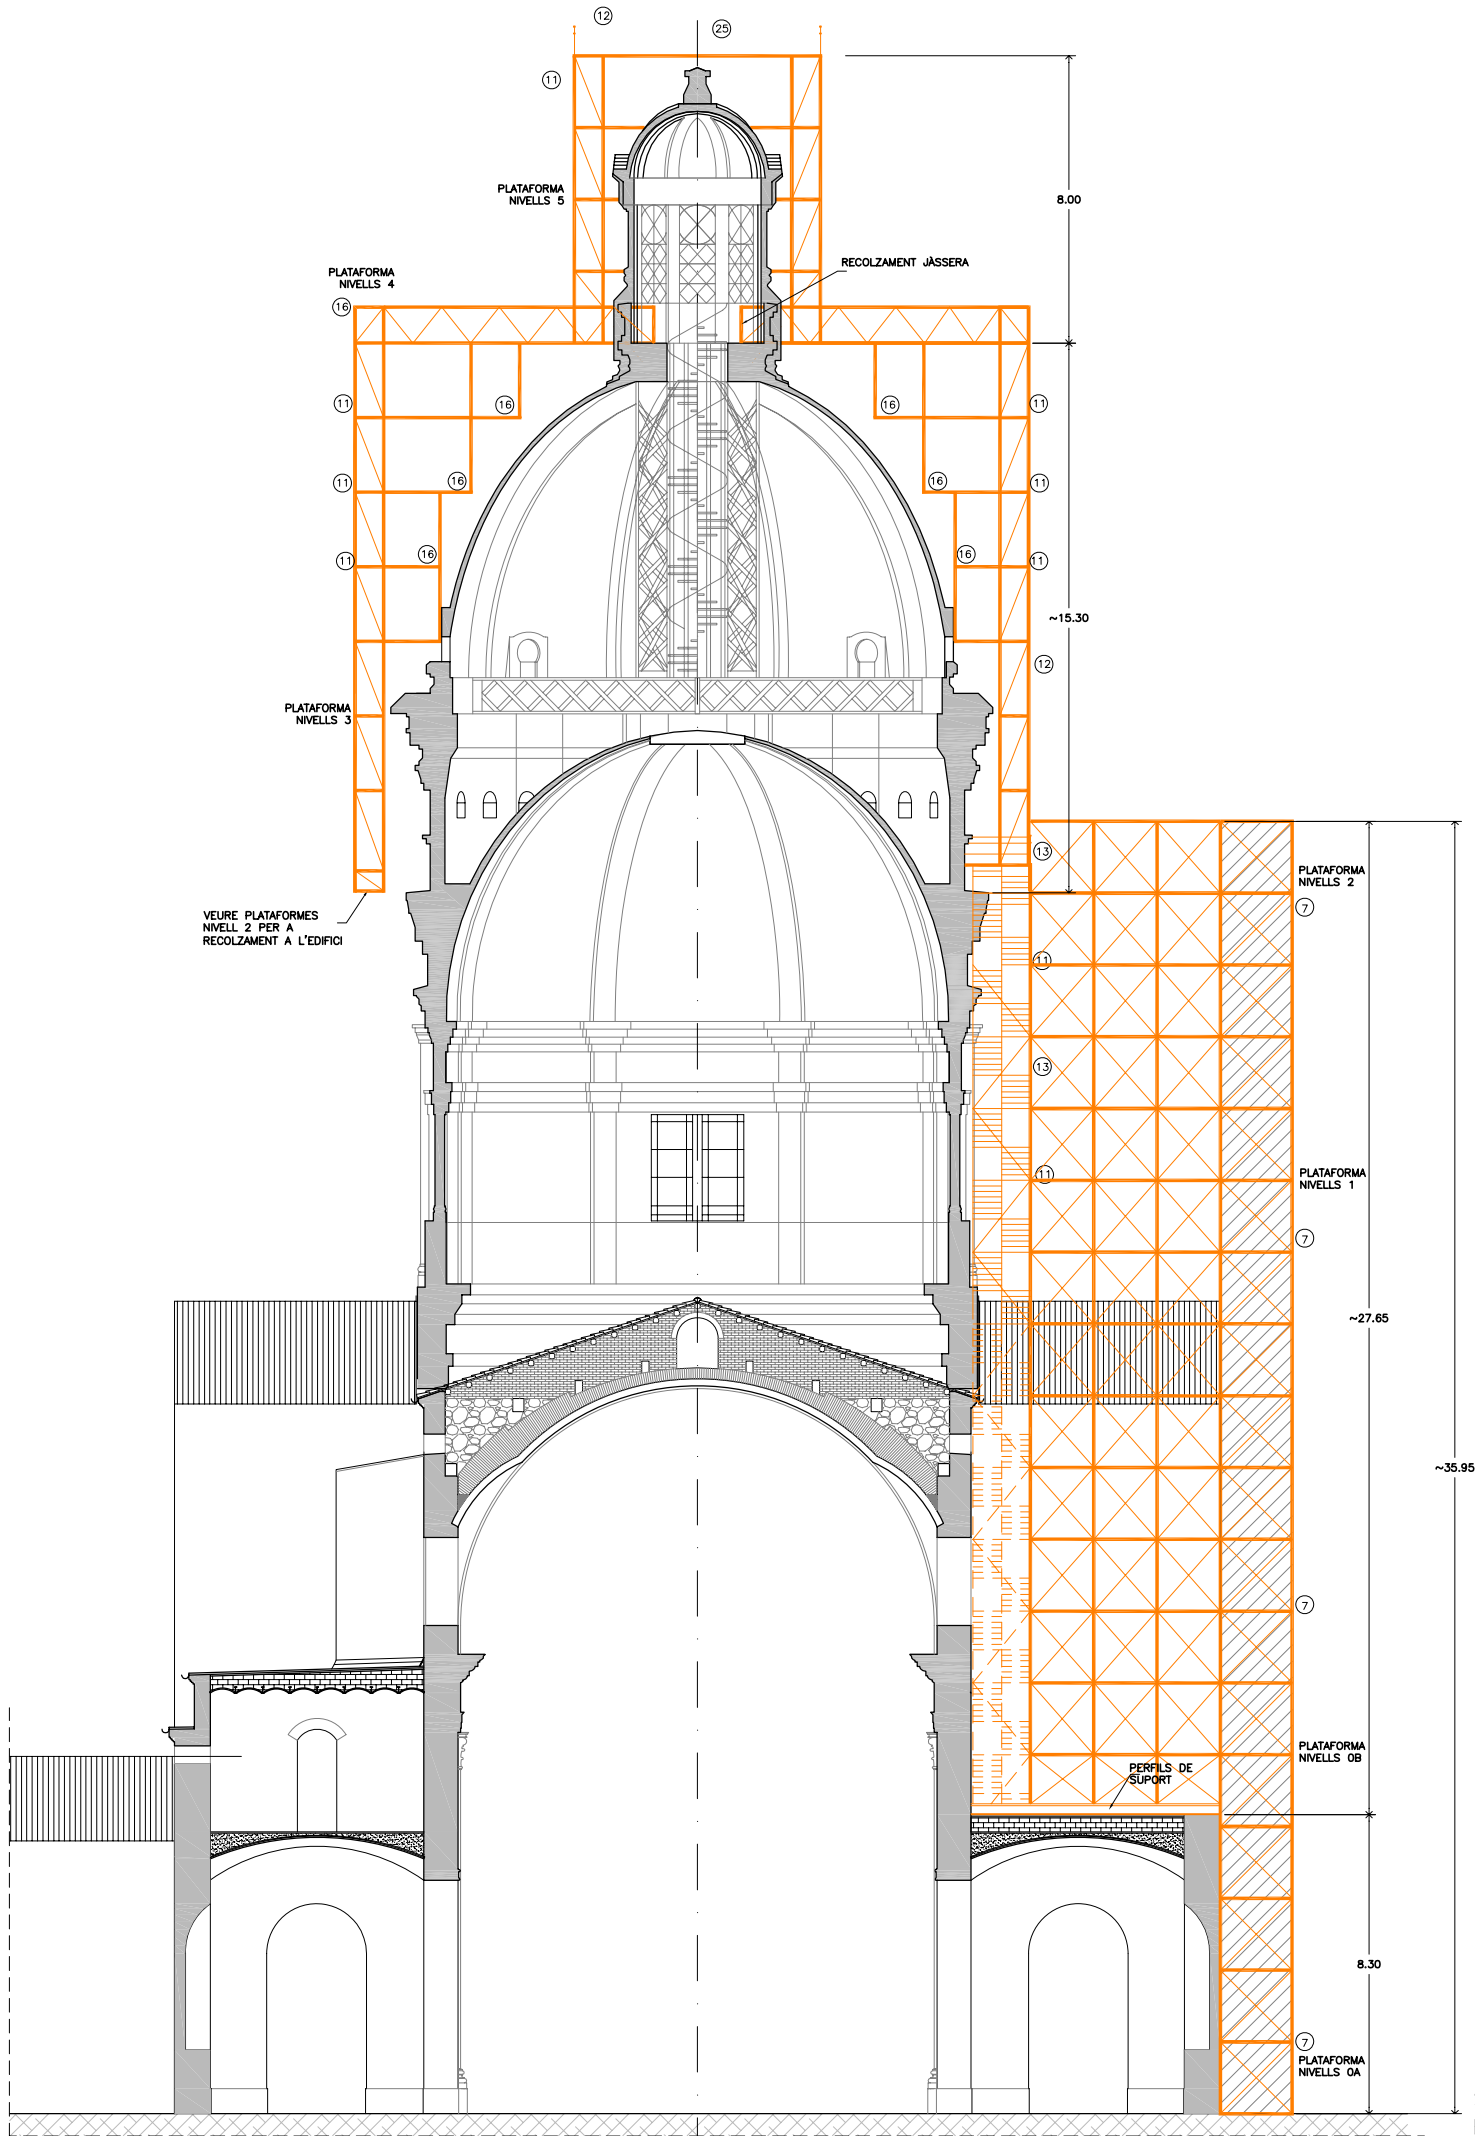 12
25
11
PLATAFORMA
NIVELLS 5
8.00
RECOLZAMENT JÀSSERA
PLATAFORMA
NIVELLS 4
16
11
16
16
11
11
16
16
11
11
16
16
11
~15.30
12
PLATAFORMA
NIVELLS 3
13
PLATAFORMA
NIVELLS 2
7
VEURE PLATAFORMES
NIVELL 2 PER A
RECOLZAMENT A L'EDIFICI
11
13
11
PLATAFORMA
NIVELLS 1
7
~27.65
~35.95
7
PLATAFORMA
NIVELLS 0B
PERFILS DE
SUPORT
8.30
7
PLATAFORMA
NIVELLS 0A